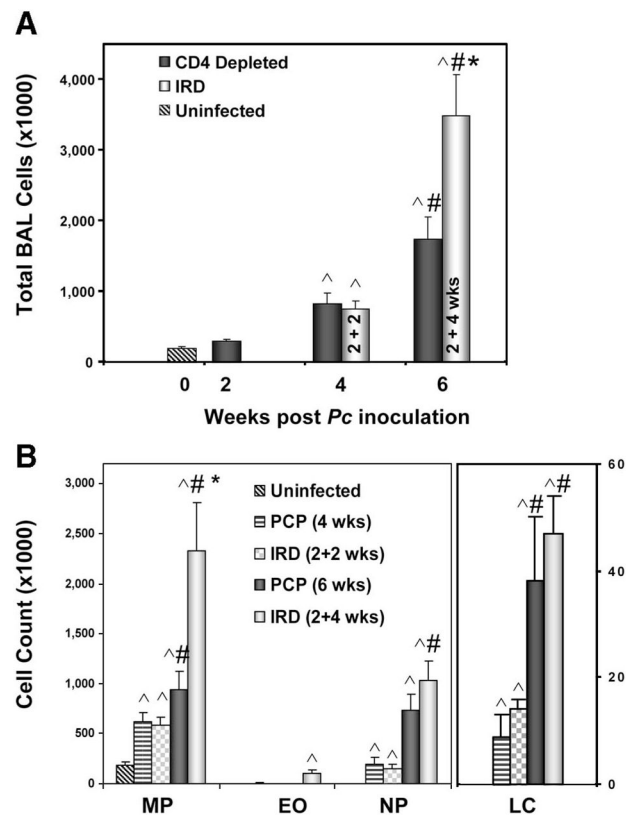 A
Total BAL Cells (x1000)
4,000
3,000
2,000
1,000
0
CD4 Depleted
IRD
Uninfected
^ ^ ^# ^#*
2 + 2
2 + 4 wks
0 2 4 6
Weeks post Pc inoculation
B
Cell Count (x1000)
3,000
2,500
2,000
1,500
1,000
500
0
Uninfected
PCP (4 wks)
IRD (2+2 wks)
PCP (6 wks)
IRD (2+4 wks)
^ ^ ^# ^# *
^
^ ^ ^ ^#
^ ^ ^# ^#
60
40
20
0
MP EO NP LC